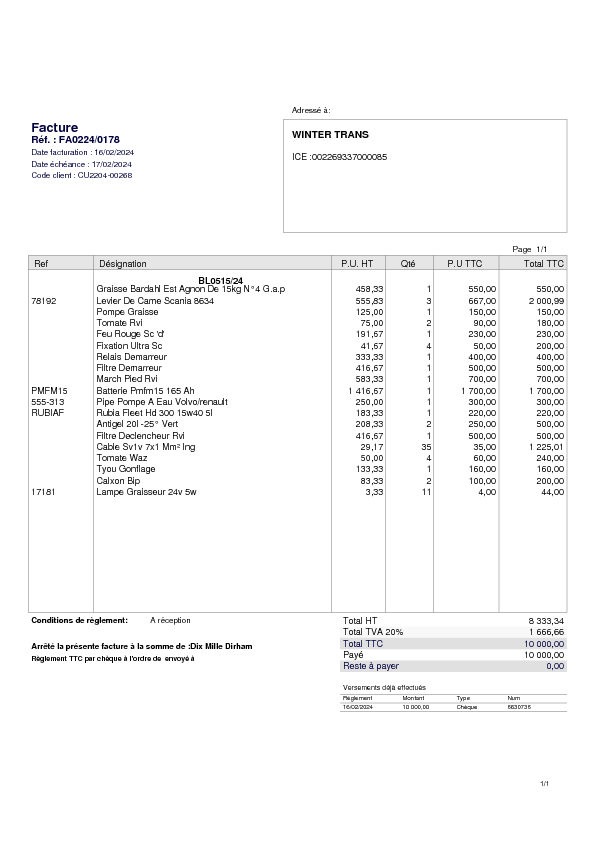 Adressé à:
Facture
Réf. : FA0224/0178
Date facturation : 16/02/2024
Date échéance : 17/02/2024
Code client : CU2204-00268
WINTER TRANS
ICE :002269337000085
Page 1/1
Ref Désignation P.U. HT Qté P.U TTC Total TTC
BL0515/24
Graisse Bardahl Est Agnon De 15kg N°4 G.a.p 458,33 1 550,00 550,00
78192 Levier De Came Scania 8634 555,83 3 667,00 2 000,99
Pompe Graisse 125,00 1 150,00 150,00
Tomate Rvi 75,00 2 90,00 180,00
Feu Rouge Sc 'd' 191,67 1 230,00 230,00
Fixation Ultra Sc 41,67 4 50,00 200,00
Relais Demarreur 333,33 1 400,00 400,00
Filtre Demarreur 416,67 1 500,00 500,00
March Pied Rvi 583,33 1 700,00 700,00
PMFM15 Batterie Pmfm15 165 Ah 1 416,67 1 1 700,00 1 700,00
555-313 Pipe Pompe A Eau Volvo/renault 250,00 1 300,00 300,00
RUBIAF Rubia Fleet Hd 300 15w40 5l 183,33 1 220,00 220,00
Antigel 20l -25° Vert 208,33 2 250,00 500,00
Filtre Declencheur Rvi 416,67 1 500,00 500,00
Cable Sv1v 7x1 Mm² Ing 29,17 35 35,00 1 225,01
Tomate Waz 50,00 4 60,00 240,00
Tyou Gonflage 133,33 1 160,00 160,00
Calxon Bip 83,33 2 100,00 200,00
17181 Lampe Graisseur 24v 5w 3,33 11 4,00 44,00
Conditions de règlement: A réception
Total HT 8 333,34
Total TVA 20% 1 666,66
Total TTC 10 000,00
Payé 10 000,00
Reste à payer 0,00
Arrêté la présente facture à la somme de :Dix Mille Dirham
Règlement TTC par chèque à l'ordre de envoyé à
Versements déjà effectués
Règlement Montant Type Num
16/02/2024 10 000,00 Chèque 5630735
1/1